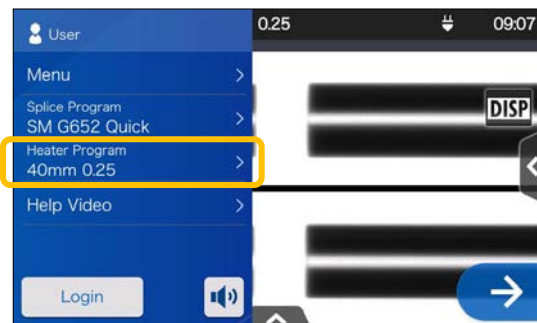 User
0.25
09:07
Menu
Splice Program
SM G652 Quick
DISP
Heater Program
40mm 0.25
Help Video
Login